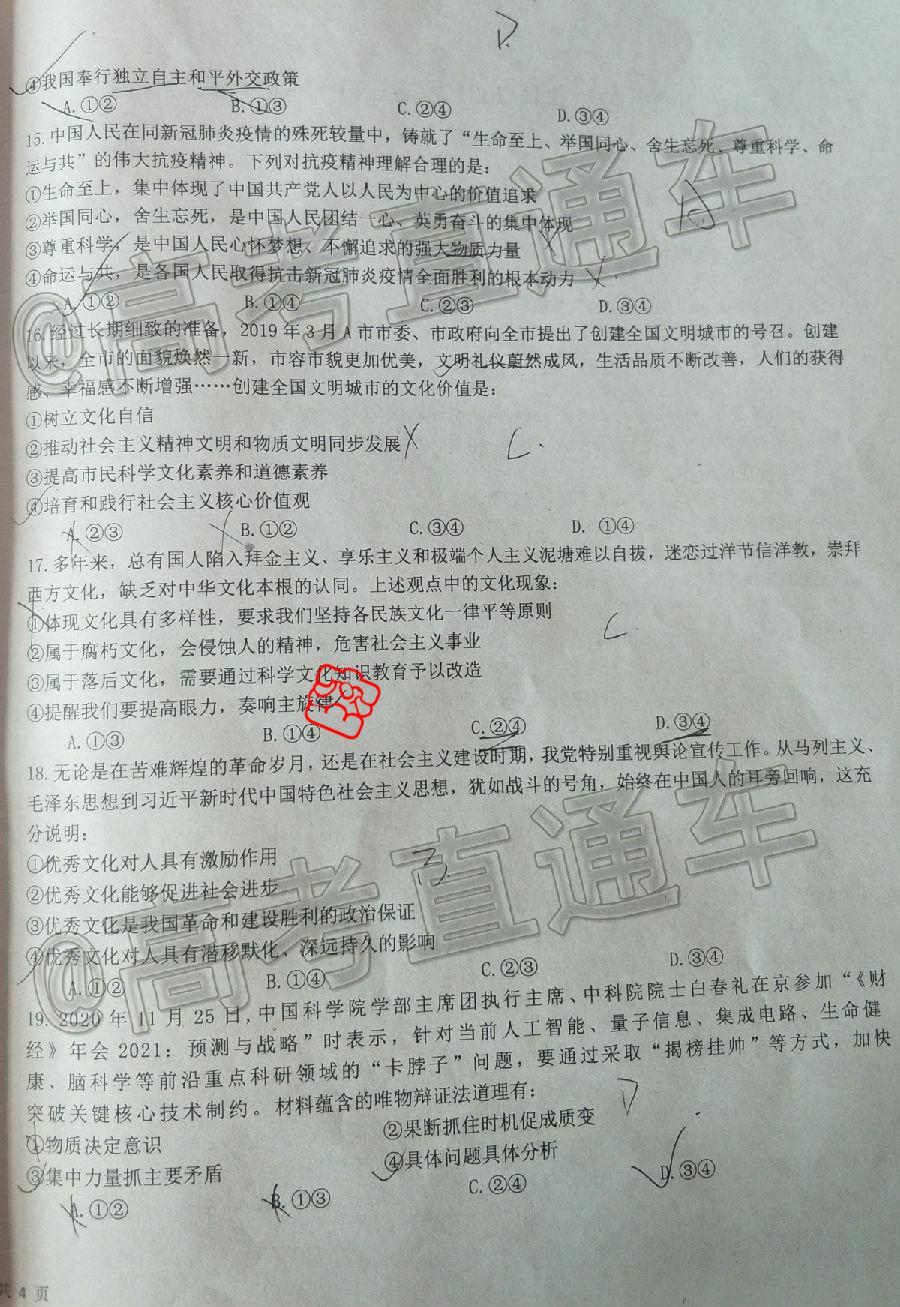 D.
④我国奉行独立自主和平外交政策
A.①② B.①③ C.②④ D.③④
15.中国人民在同新冠肺炎疫情的殊死较量中，铸就了“生命至上、举国同心、舍生忘死、尊重科学、命
运与共”的伟大抗疫精神。下列对抗疫精神理解合理的是：
①生命至上，集中体现了中国共产党人以人民为中心的价值追求
②举国同心，舍生忘死，是中国人民团结一心、英勇奋斗的集中体现
③尊重科学，是中国人民心怀梦想、不懈追求的强大物质力量
④命运与共，是各国人民取得抗击新冠肺炎疫情全面胜利的根本动力
A.①② B.①④ C.②③ D.③④
16.经过长期细致的准备，2019年3月A市市委、市政府向全市提出了创建全国文明城市的号召。创建
以来，全市的面貌焕然一新，市容市貌更加优美，文明礼仪蔚然成风，生活品质不断改善，人们的获得
感、幸福感不断增强……创建全国文明城市的文化价值是：
①树立文化自信
②推动社会主义精神文明和物质文明同步发展
C.
③提高市民科学文化素养和道德素养
④培育和践行社会主义核心价值观
A.②③ B.①② C.③④ D.①④
17.多年来，总有国人陷入拜金主义、享乐主义和极端个人主义泥塘难以自拔，迷恋过洋节信洋教，崇拜
西方文化，缺乏对中华文化本根的认同。上述观点中的文化现象：
①体现文化具有多样性，要求我们坚持各民族文化一律平等原则
C.
②属于腐朽文化，会侵蚀人的精神，危害社会主义事业
③属于落后文化，需要通过科学文化知识教育予以改造
④提醒我们要提高眼力，奏响主旋律
A.①③ B.①④ C.②④ D.③④
18.无论是在苦难辉煌的革命岁月，还是在社会主义建设时期，我党特别重视舆论宣传工作。从马列主义、
毛泽东思想到习近平新时代中国特色社会主义思想，犹如战斗的号角，始终在中国人的耳旁回响，这充
分说明：
①优秀文化对人具有激励作用
B
②优秀文化能够促进社会进步
③优秀文化是我国革命和建设胜利的政治保证
④优秀文化对人具有潜移默化、深远持久的影响
A.①② B.①④ C.②③ D.③④
19.2020年11月25日,中国科学院学部主席团执行主席、中科院院士白春礼在京参加“《财
经》年会2021：预测与战略”时表示，针对当前人工智能、量子信息、集成电路、生命健
康、脑科学等前沿重点科研领域的“卡脖子”问题，要通过采取“揭榜挂帅”等方式，加快
突破关键核心技术制约。材料蕴含的唯物辩证法道理有：
D
①物质决定意识 ②果断抓住时机促成质变
③集中力量抓主要矛盾 ④具体问题具体分析
A.①② B.①③ C.②④ D.③④
共4页
@高考直通车
@高考直通车